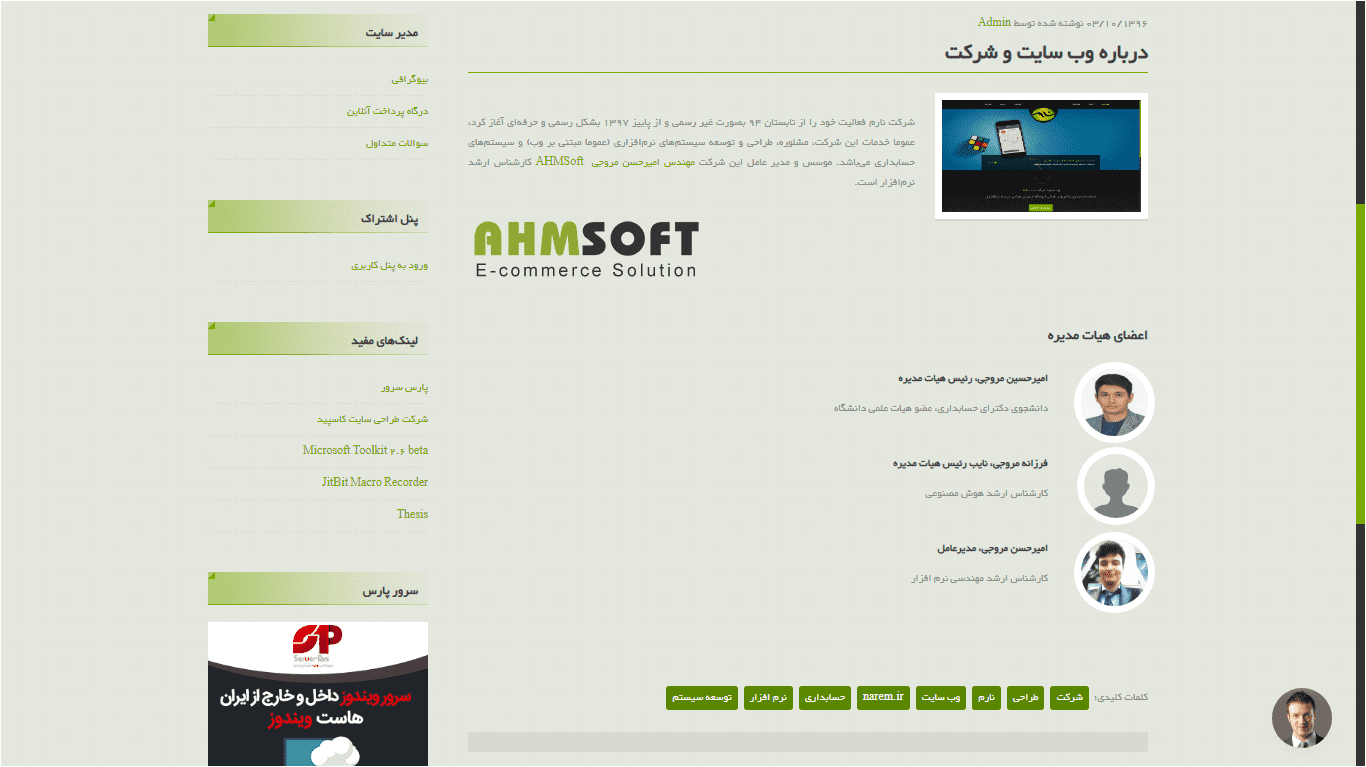 ۰۳/۱۰/۱۳۹۶ نوشته شده توسط Admin
درباره وب سایت و شرکت
شرکت نارم فعالیت خود را از تابستان ۹۴ بصورت غیر رسمی و از پاییز ۱۳۹۷ بشکل رسمی و حرفه‌ای آغاز کرد،
عموما خدمات این شرکت، مشاوره، طراحی و توسعه سیستم‌های نرم‌افزاری (عموما مبتنی بر وب) و سیستم‌های
حسابداری می‌باشد. موسس و مدیر عامل این شرکت مهندس امیرحسن مروجی AHMSoft کارشناس ارشد
نرم‌افزار است.
AHMSOFT
E-commerce Solution
اعضای هیات مدیره
امیرحسین مروجی، رئیس هیات مدیره
دانشجوی دکترای حسابداری، عضو هیات علمی دانشگاه
فرزانه مروجی، نایب رئیس هیات مدیره
کارشناس ارشد هوش مصنوعی
امیرحسن مروجی، مدیرعامل
کارشناس ارشد مهندسی نرم افزار
کلمات کلیدی: شرکت طراحی نارم وب سایت narem.ir حسابداری نرم افزار توسعه سیستم
مدیر سایت
بیوگرافی
درگاه پرداخت آنلاین
سوالات متداول
پنل اشتراک
ورود به پنل کاربری
لینک‌های مفید
پارس سرور
شرکت طراحی سایت کاسپید
Microsoft Toolkit ۲.۶ beta
JitBit Macro Recorder
Thesis
سرور پارس
SP
ServerPars
سرور ویندوز داخل و خارج از ایران
هاست ویندوز